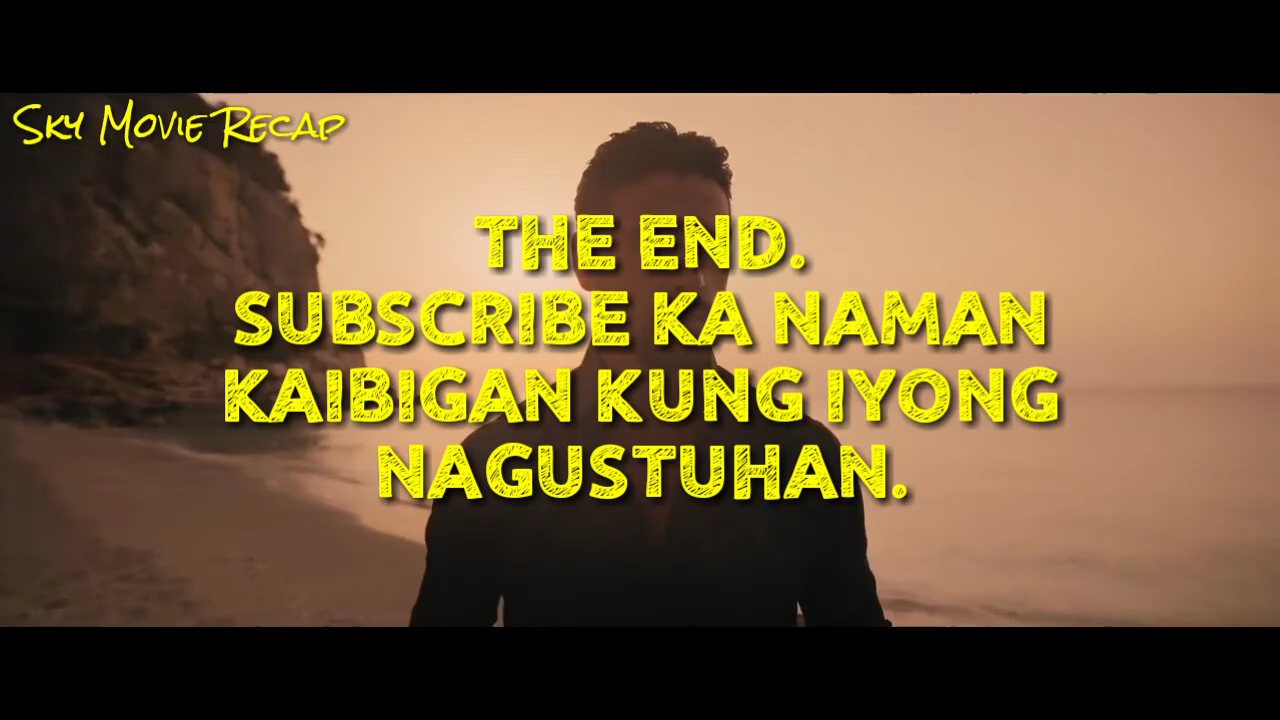 Sky Movie Recap
THE END.
SUBSCRIBE KA NAMAN
KAIBIGAN KUNG IYONG
NAGUSTUHAN.